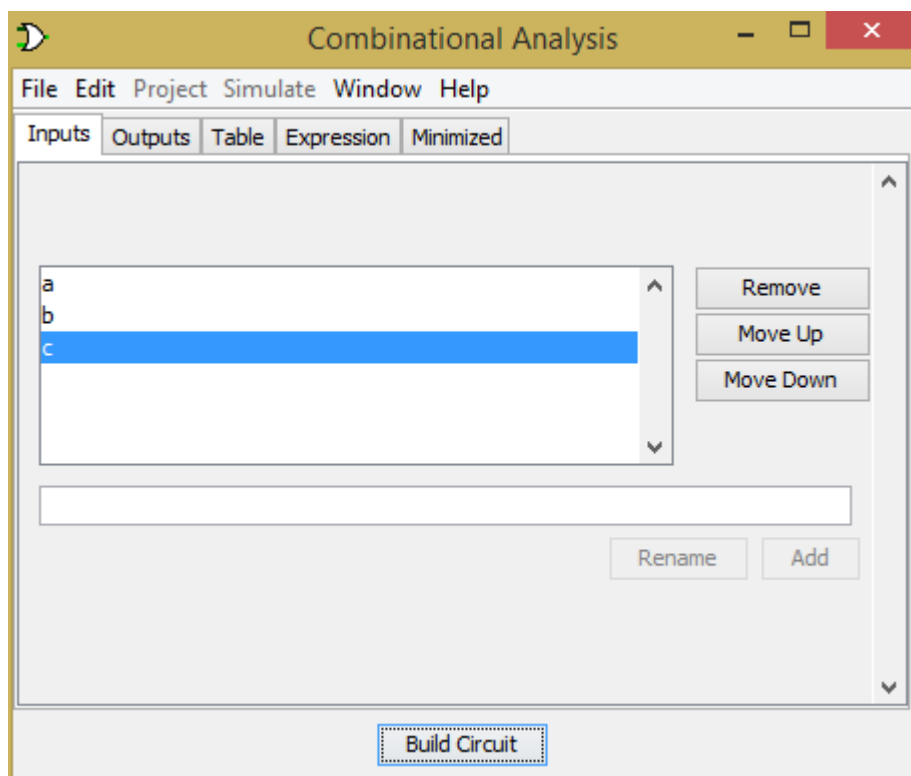 Combinational Analysis
File Edit Project Simulate Window Help
Inputs Outputs Table Expression Minimized
a
b
c
Remove
Move Up
Move Down
Rename Add
Build Circuit